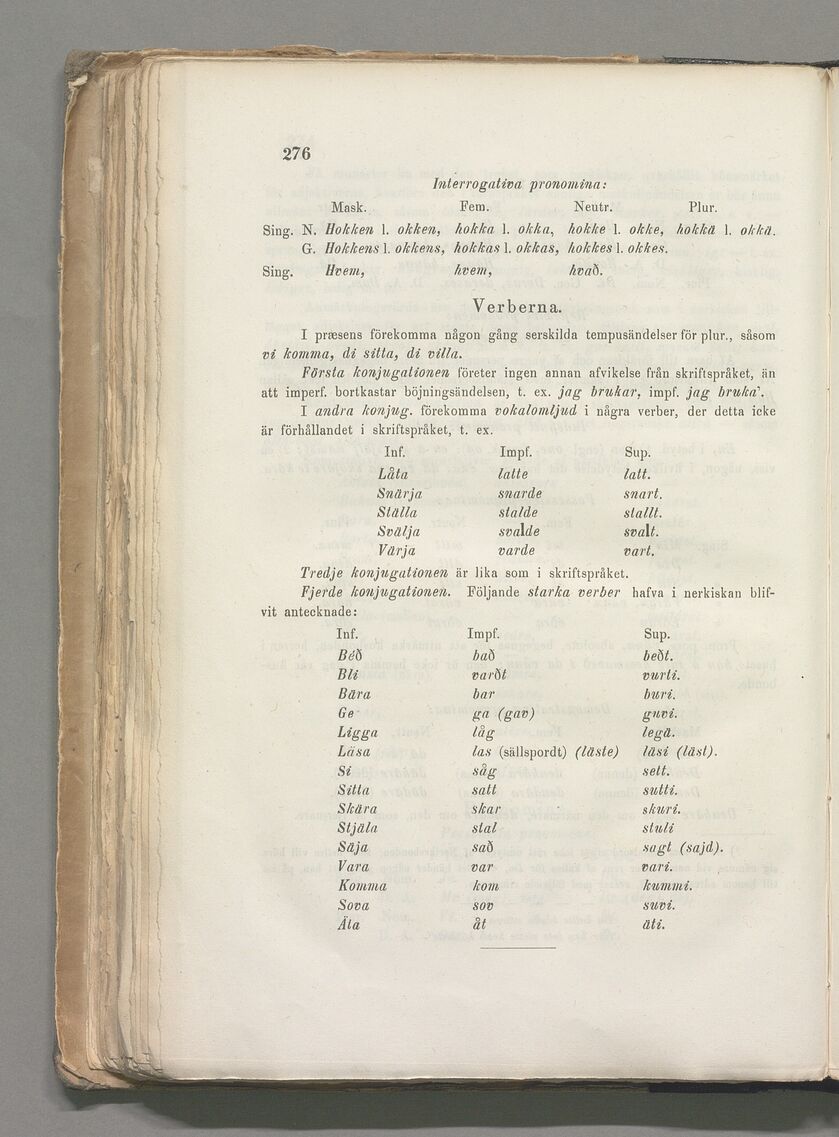 276
Interrogativa pronomina:
Mask. Fem. Neutr. Plur.
Sing. N. Hokken l. okken, hokka l. okka, hokke l. okke, hokkä l. okkä.
G. Hokkens l. okkens, hokkas l. okkas, hokkes l. okkes.
Sing. Hvem, hvem, hvað.
Verberna.
I præsens förekomma någon gång serskilda tempusändelser för plur., såsom
vi komma, di sitta, di villa.
Första konjugationen företer ingen annan afvikelse från skriftspråket, än
att imperf. bortkastar böjningsändelsen, t. ex. jag brukar, impf. jag bruka'.
I andra konjug. förekomma vokalomljud i några verber, der detta icke
är förhållandet i skriftspråket, t. ex.
Inf. Impf. Sup.
Låta latte latt.
Snärja snarde snart.
Ställa stalde stallt.
Svälja svalde svalt.
Värja varde vart.
Tredje konjugationen är lika som i skriftspråket.
Fjerde konjugationen. Följande starka verber hafva i nerkiskan blif-
vit antecknade:
Inf. Impf. Sup.
Béð bað beðt.
Bli varðt vurti.
Bära bar buri.
Ge ga (gav) guvi.
Ligga låg legä.
Läsa las (sällspordt) (läste) läsi (läst).
Si såg sett.
Sitta satt sutti.
Skära skar skuri.
Stjäla stal stuli
Säja sað sagt (sajd).
Vara var vari.
Komma kom kummi.
Sova sov suvi.
Äta åt äti.